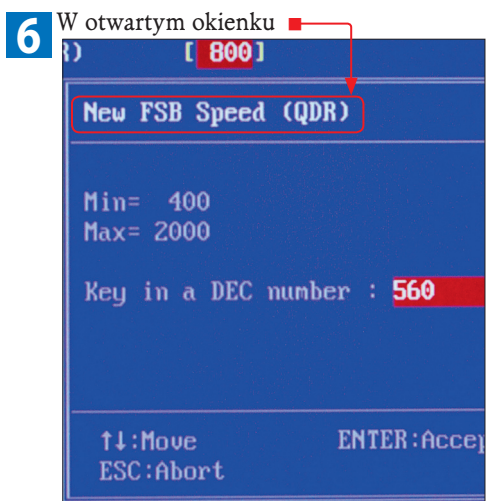 6 W otwartym okienku
) [ 800]
New FSB Speed (QDR)
Min= 400
Max= 2000
Key in a DEC number : 560
↑↓:Move ENTER:Accep
ESC:Abort